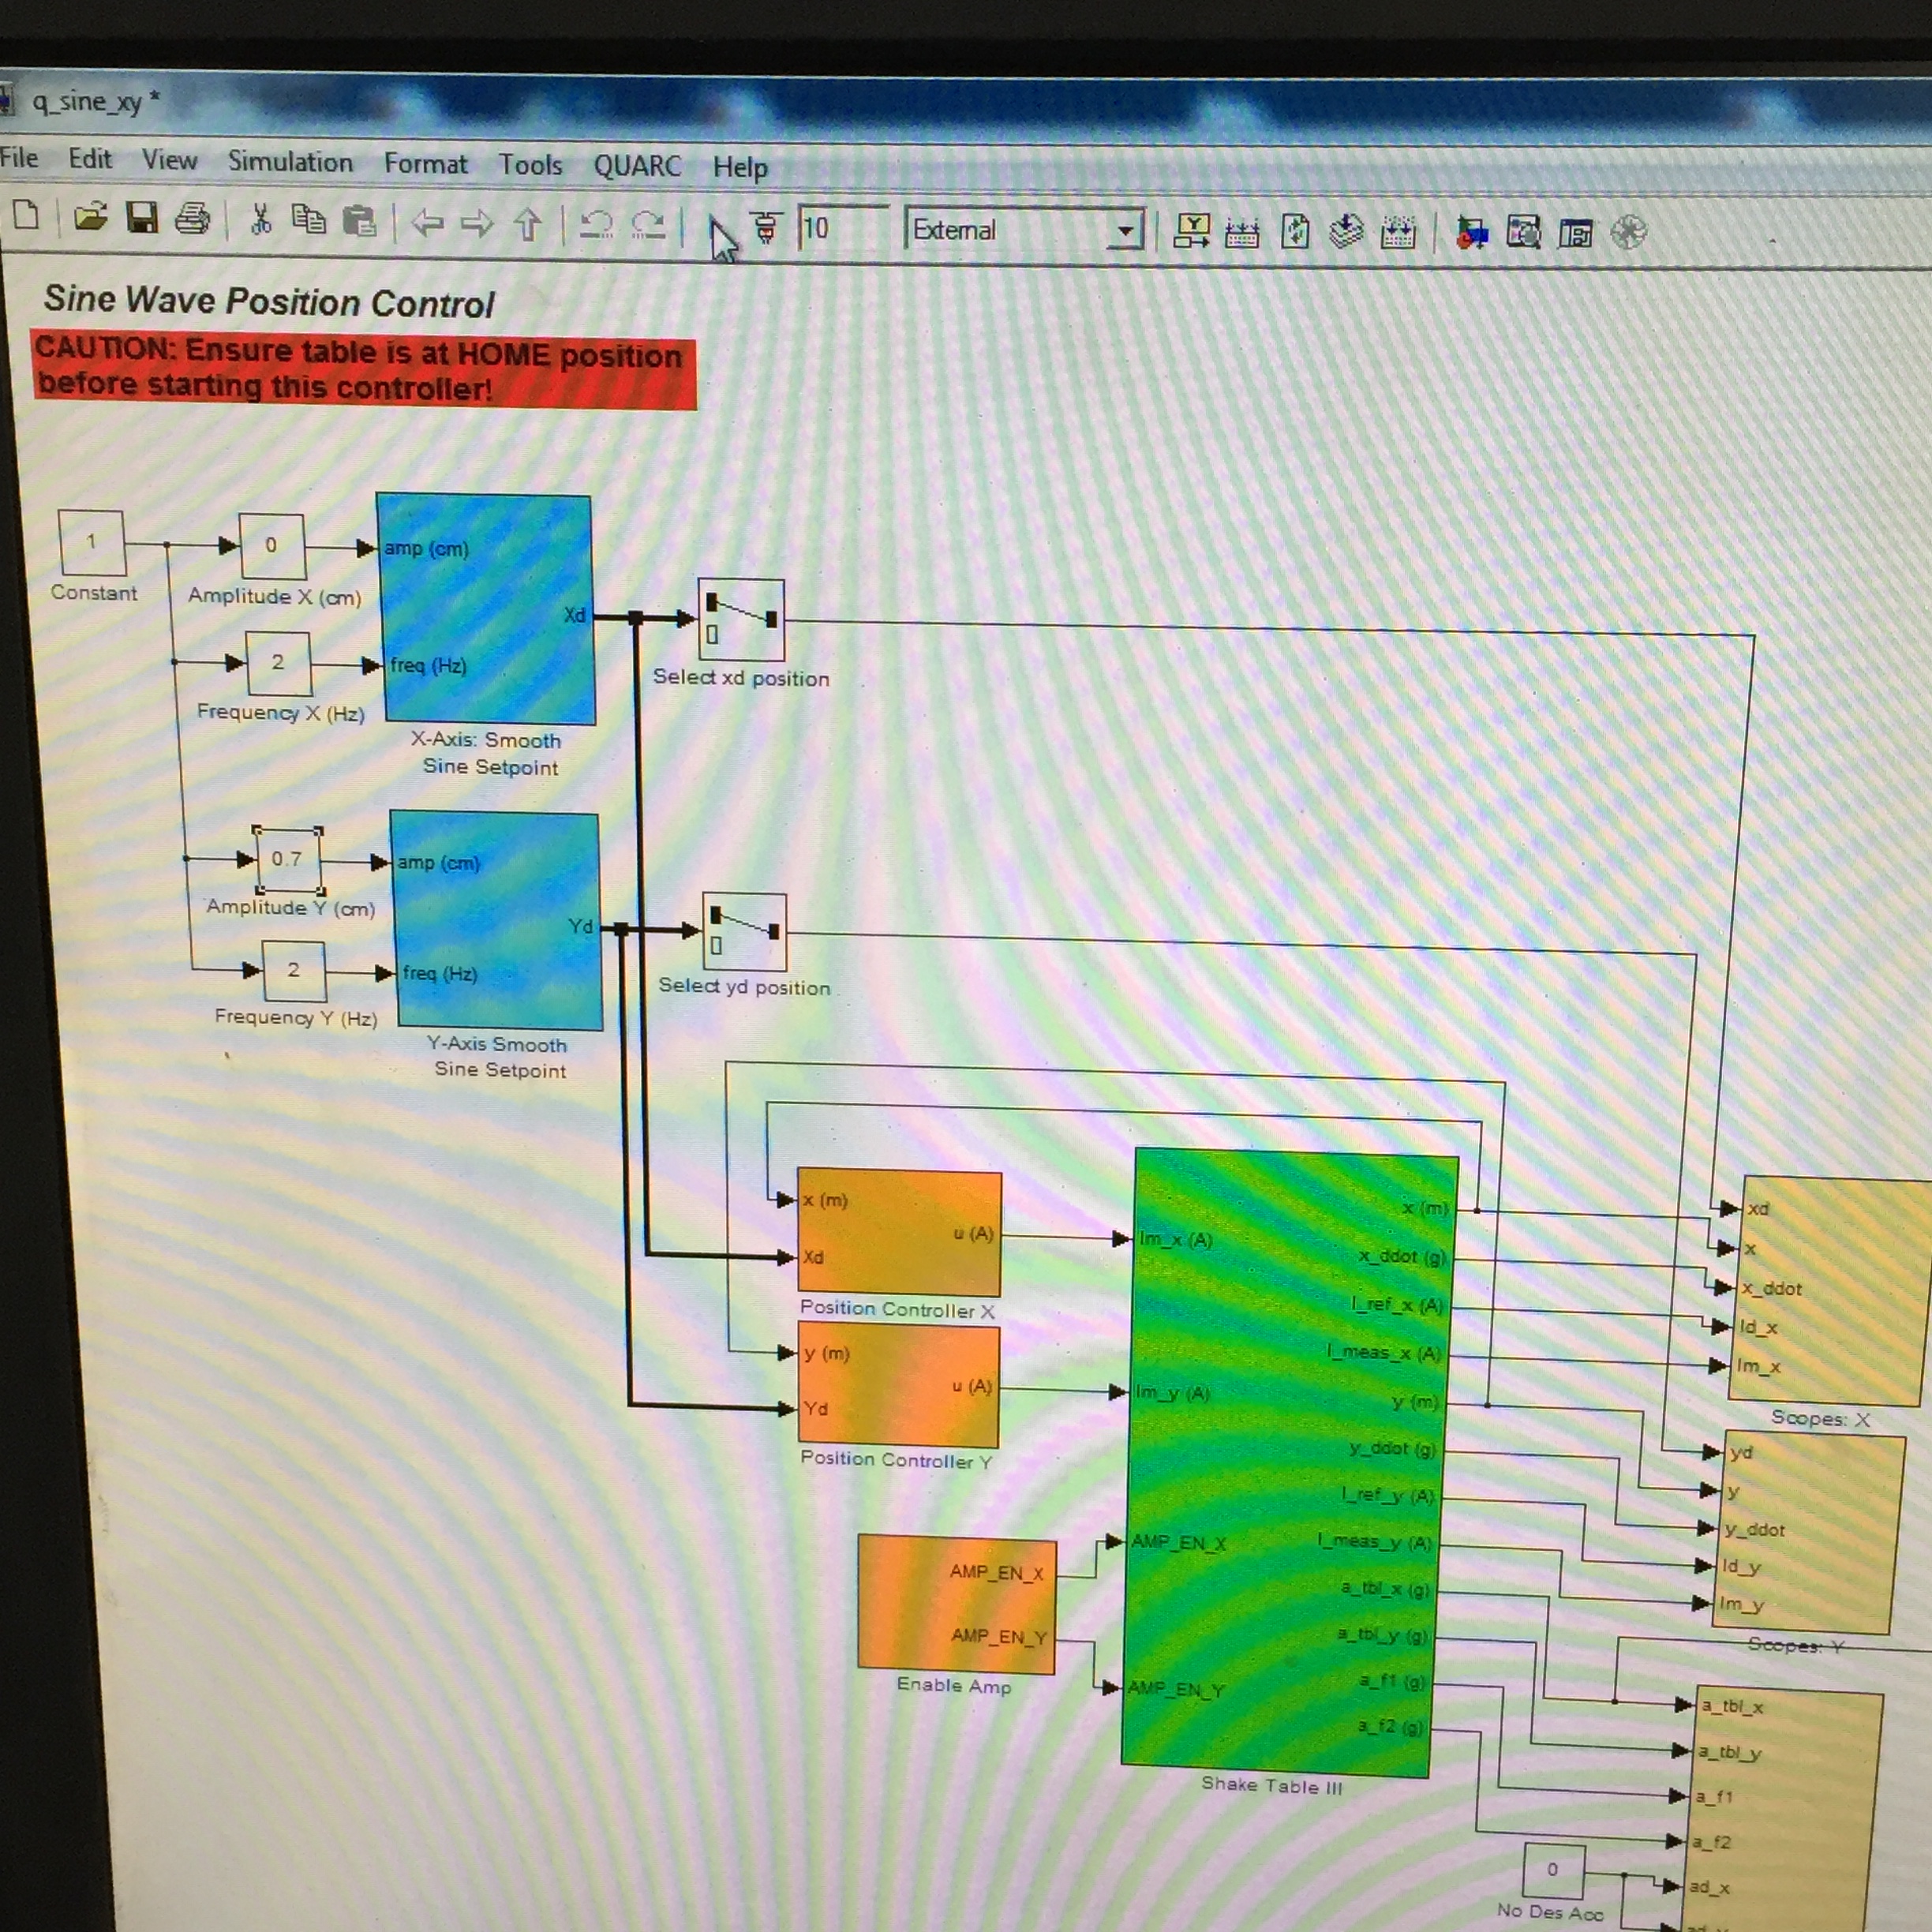 q_sine_xy *
File Edit View Simulation Format Tools QUARC Help
10 External
Sine Wave Position Control
CAUTION: Ensure table is at HOME position
before starting this controller!
1
Constant
0
Amplitude X (cm)
2
Frequency X (Hz)
amp (cm)
Xd
freq (Hz)
X-Axis: Smooth
Sine Setpoint
Select xd position
0.7
Amplitude Y (cm)
2
Frequency Y (Hz)
amp (cm)
Yd
freq (Hz)
Y-Axis Smooth
Sine Setpoint
Select yd position
x (m)
u (A)
Xd
Position Controller X
y (m)
u (A)
Yd
Position Controller Y
AMP_EN_X
AMP_EN_Y
Enable Amp
Im_x (A)
Im_y (A)
AMP_EN_X
AMP_EN_Y
x (m)
x_ddot (g)
I_ref_x (A)
I_meas_x (A)
y (m)
y_ddot (g)
I_ref_y (A)
I_meas_y (A)
a_tbl_x (g)
a_tbl_y (g)
a_f1 (g)
a_f2 (g)
Shake Table III
xd
x
x_ddot
Id_x
Im_x
Scopes: X
yd
y
y_ddot
Id_y
Im_y
Scopes: Y
a_tbl_x
a_tbl_y
a_f1
a_f2
ad_x
0
No Des Acc